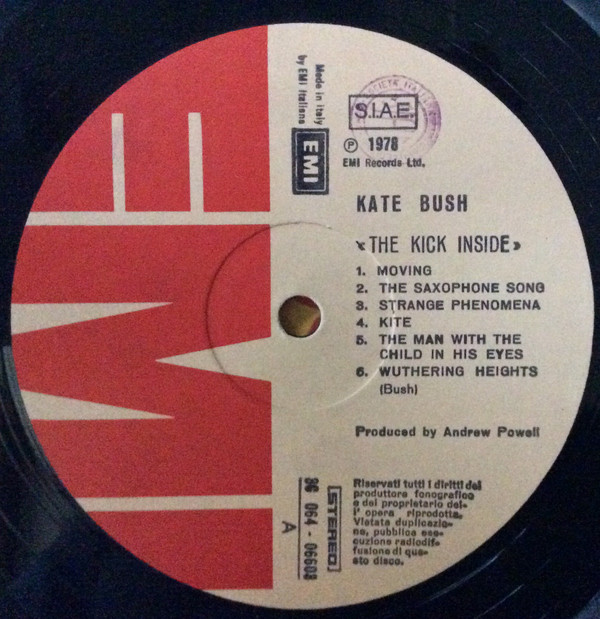 Made in Italy
by EMI Italiana
EMI
S.I.A.E.
℗ 1978
EMI Records Ltd.
KATE BUSH
«THE KICK INSIDE»
1. MOVING
2. THE SAXOPHONE SONG
3. STRANGE PHENOMENA
4. KITE
5. THE MAN WITH THE
CHILD IN HIS EYES
6. WUTHERING HEIGHTS
(Bush)
Produced by Andrew Powell
STEREO
3C 064 - 06603
A
Riservati tutti i diritti del
produttore fonografico
e del proprietario del-
l' opera riprodotta.
Vietata duplicazio-
ne, pubblica ese-
cuzione radiodif-
fusione di que-
sto disco.
EMI